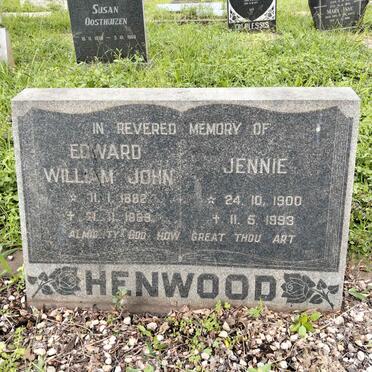 SUSAN
OOSTHUIZEN
IN REVERED MEMORY OF
EDWARD
WILLIAM JOHN
☆ 11.1.1882
JENNIE
☆ 24.10.1900
✝ 11.5.1993
ALMIGHTY GOD HOW GREAT THOU ART
HENWOOD